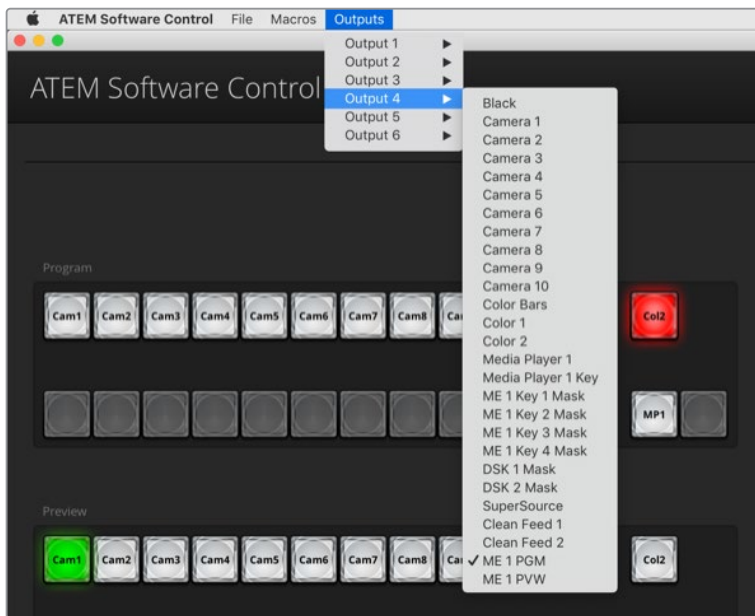 ATEM Software Control File Macros Outputs
Output 1
Output 2
Output 3
Output 4
Output 5
Output 6
ATEM Software Control
Black
Camera 1
Camera 2
Camera 3
Camera 4
Camera 5
Camera 6
Camera 7
Camera 8
Camera 9
Camera 10
Color Bars
Color 1
Color 2
Media Player 1
Media Player 1 Key
ME 1 Key 1 Mask
ME 1 Key 2 Mask
ME 1 Key 3 Mask
ME 1 Key 4 Mask
DSK 1 Mask
DSK 2 Mask
SuperSource
Clean Feed 1
Clean Feed 2
✓ ME 1 PGM
ME 1 PVW
Program
Cam1 Cam2 Cam3 Cam4 Cam5 Cam6 Cam7 Cam8 Col2
MP1
Preview
Cam1 Cam2 Cam3 Cam4 Cam5 Cam6 Cam7 Cam8 Col2